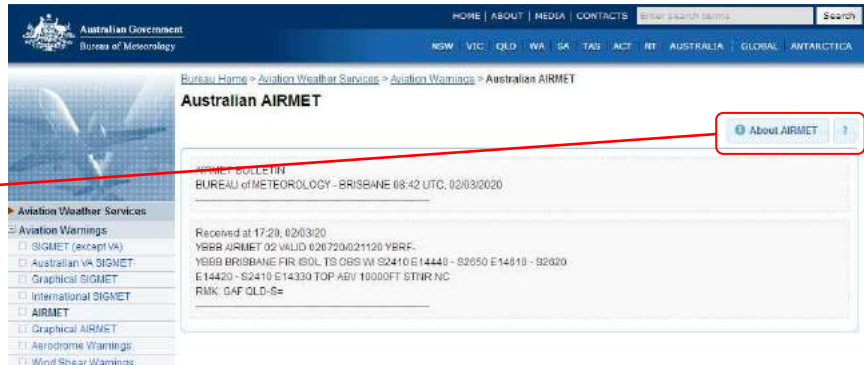 HOME | ABOUT | MEDIA | CONTACTS Enter search terms Search
Australian Government
Bureau of Meteorology
NSW VIC QLD WA SA TAS ACT NT AUSTRALIA GLOBAL ANTARCTICA
Bureau Home > Aviation Weather Services > Aviation Warnings > Australian AIRMET
Australian AIRMET
About AIRMET ?
AIRMET BULLETIN
BUREAU of METEOROLOGY - BRISBANE 08:42 UTC, 02/03/2020
Received at 17:20, 02/03/20
YBBB AIRMET 02 VALID 020720/021120 YBRF-
YBBB BRISBANE FIR ISOL TS OBS WI S2410 E14440 - S2650 E14610 - S2620
E14420 - S2410 E14330 TOP ABV 10000FT STNR NC
RMK: GAF QLD-S=
Aviation Weather Services
Aviation Warnings
SIGMET (except VA)
Australian VA SIGMET
Graphical SIGMET
International SIGMET
AIRMET
Graphical AIRMET
Aerodrome Warnings
Wind Shear Warnings